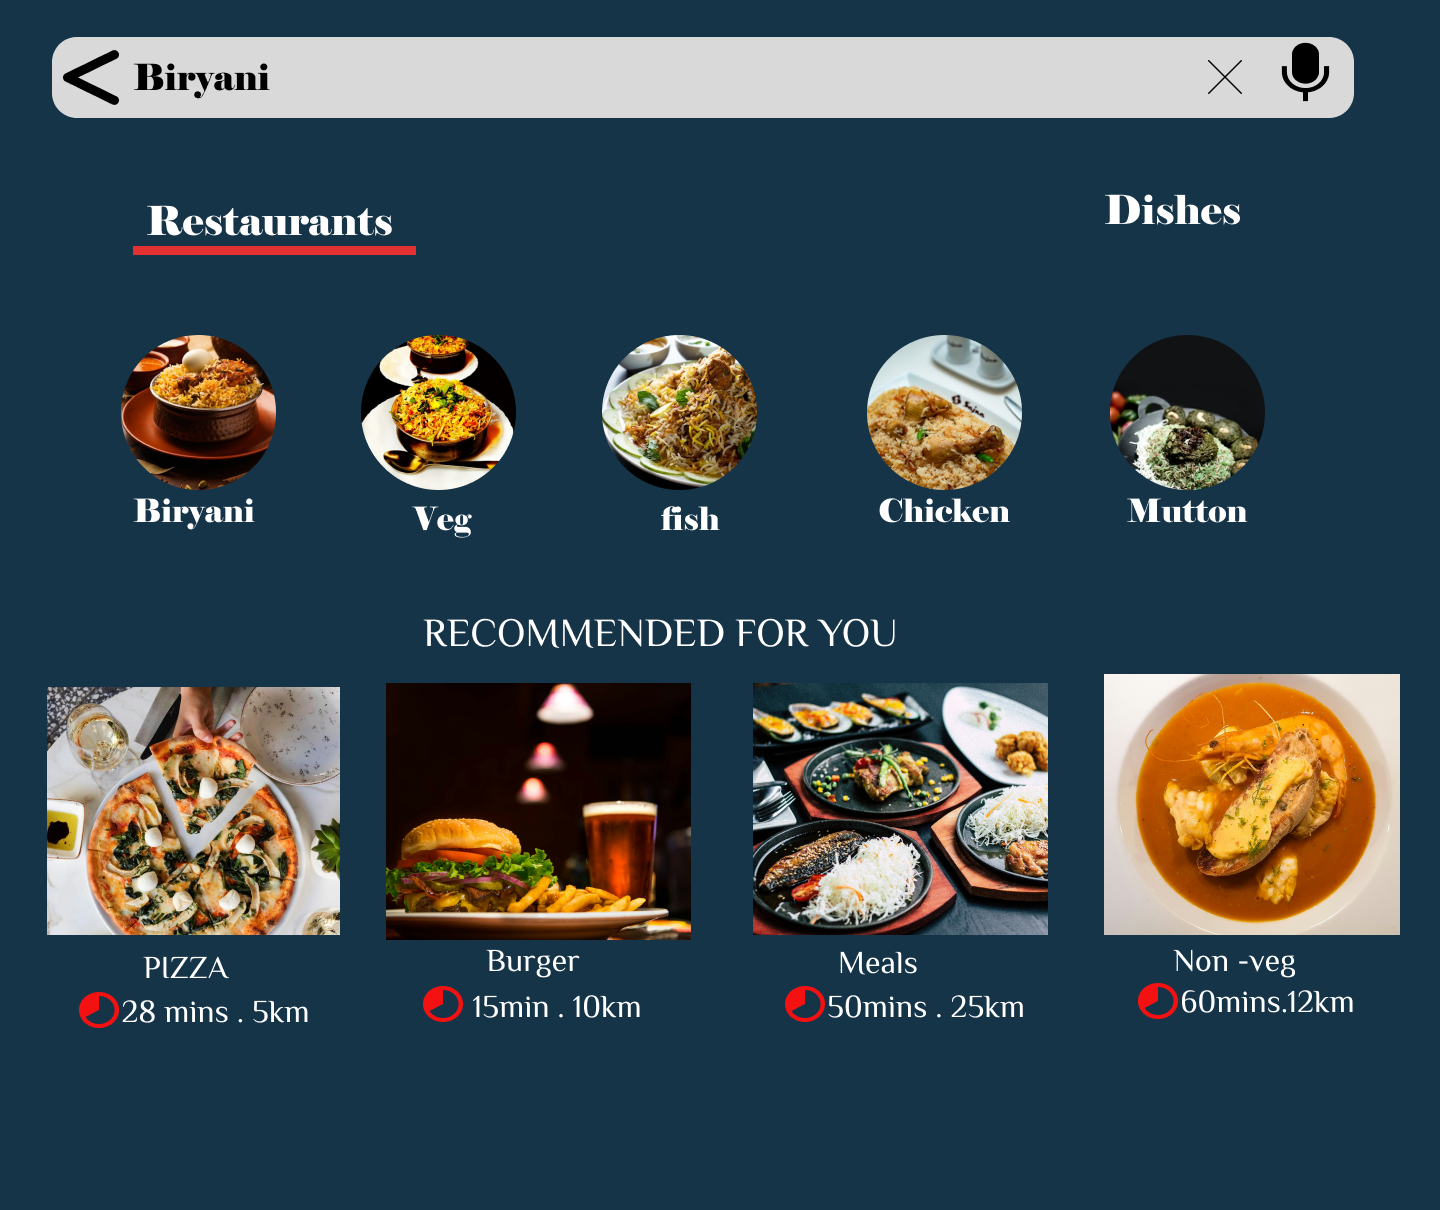 Biryani
Restaurants
Dishes
Biryani
Veg
fish
Chicken
Mutton
RECOMMENDED FOR YOU
PIZZA
28 mins . 5km
Burger
15min . 10km
Meals
50mins . 25km
Non -veg
60mins.12km